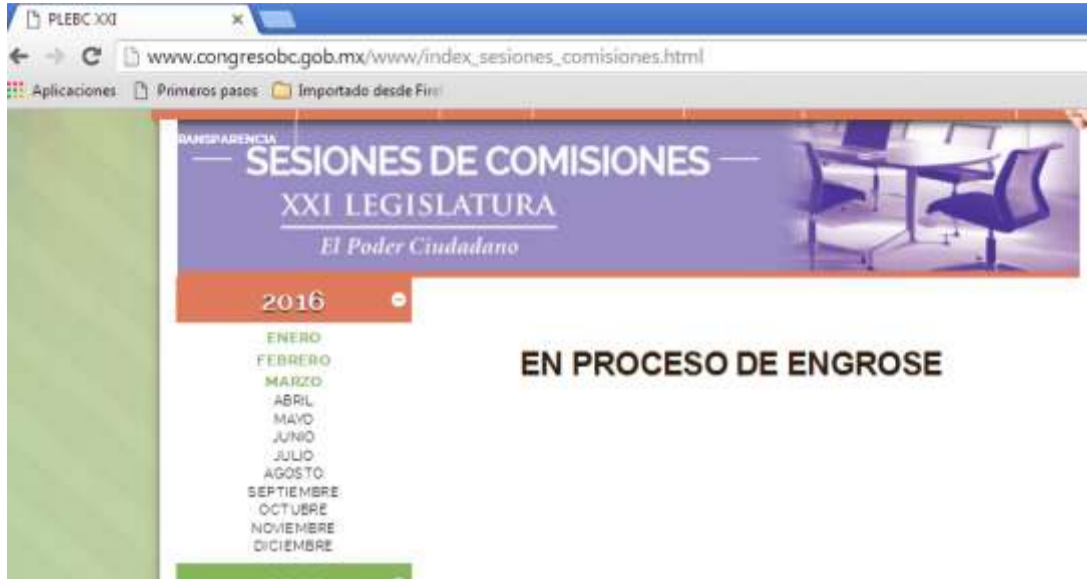 PLEBC XXI
www.congresobc.gob.mx/www/index_sesiones_comisiones.html
Aplicaciones Primeros pasos Importado desde Fire
TRANSPARENCIA
SESIONES DE COMISIONES
XXI LEGISLATURA
El Poder Ciudadano
2016
ENERO
FEBRERO
MARZO
ABRIL
MAYO
JUNIO
JULIO
AGOSTO
SEPTIEMBRE
OCTUBRE
NOVIEMBRE
DICIEMBRE
EN PROCESO DE ENGROSE